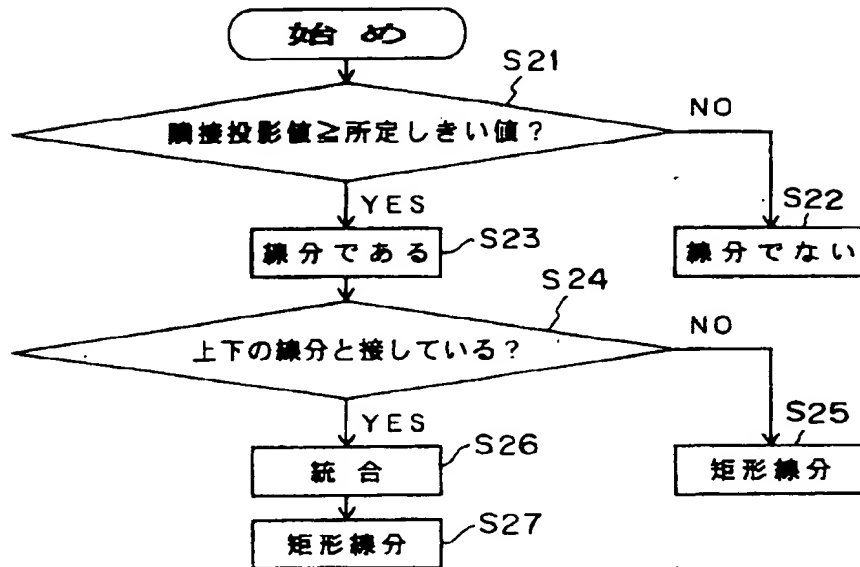 始め
S21
隣接投影値≧所定しきい値?
NO
YES
S22
線分でない
S23
線分である
S24
上下の線分と接している?
NO
YES
S25
矩形線分
S26
統合
S27
矩形線分